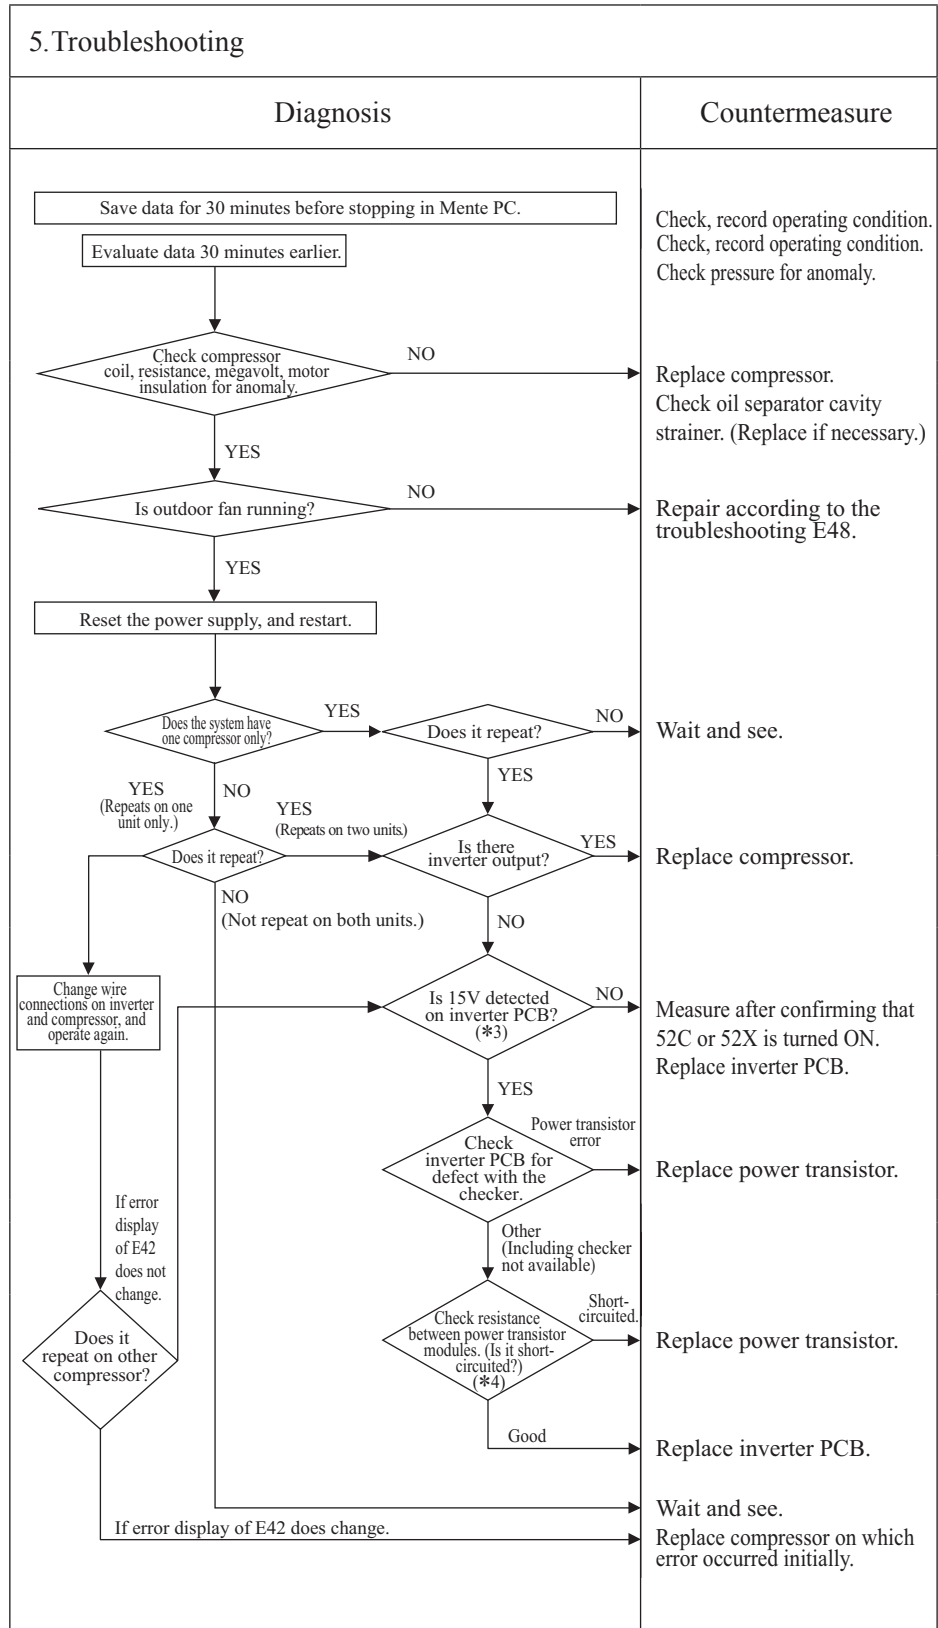 5.Troubleshooting
Diagnosis
Countermeasure
Save data for 30 minutes before stopping in Mente PC.
Check, record operating condition.
Evaluate data 30 minutes earlier.
Check, record operating condition.
Check pressure for anomaly.
Check compressor
coil, resistance, megavolt, motor
insulation for anomaly.
NO
Replace compressor.
Check oil separator cavity
strainer. (Replace if necessary.)
YES
Is outdoor fan running?
NO
Repair according to the
troubleshooting E48.
YES
Reset the power supply, and restart.
Does the system have
one compressor only?
YES
Does it repeat?
NO
Wait and see.
YES
(Repeats on one
unit only.)
NO
YES
(Repeats on two units.)
YES
Does it repeat?
Is there
inverter output?
YES
Replace compressor.
NO
(Not repeat on both units.)
NO
Change wire
connections on inverter
and compressor, and
operate again.
Is 15V detected
on inverter PCB?
(*3)
NO
Measure after confirming that
52C or 52X is turned ON.
Replace inverter PCB.
YES
Check
inverter PCB for
defect with the
checker.
Power transistor
error
Replace power transistor.
If error
display
of E42
does not
change.
Other
(Including checker
not available)
Does it
repeat on other
compressor?
Check resistance
between power transistor
modules. (Is it short-
circuited?)
(*4)
Short-
circuited.
Replace power transistor.
Good
Replace inverter PCB.
Wait and see.
If error display of E42 does change.
Replace compressor on which
error occurred initially.